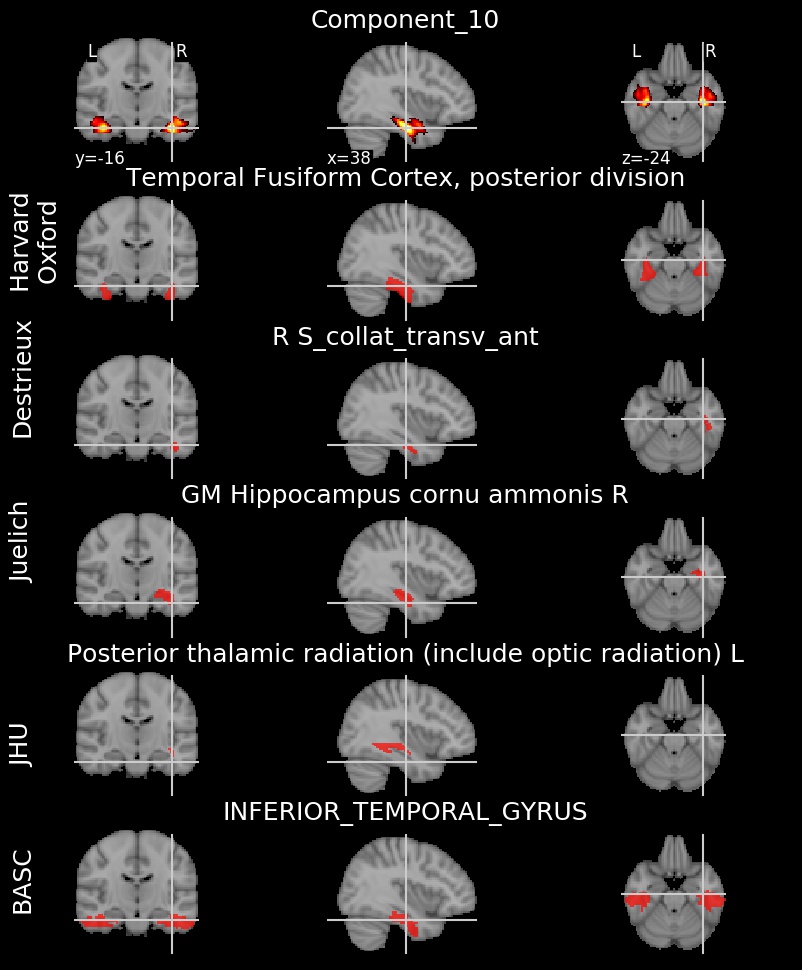 Component_10
L R
L R
y=-16
x=38
z=-24
Temporal Fusiform Cortex, posterior division
Harvard
Oxford
R S_collat_transv_ant
Destrieux
GM Hippocampus cornu ammonis R
Juelich
Posterior thalamic radiation (include optic radiation) L
JHU
INFERIOR_TEMPORAL_GYRUS
BASC